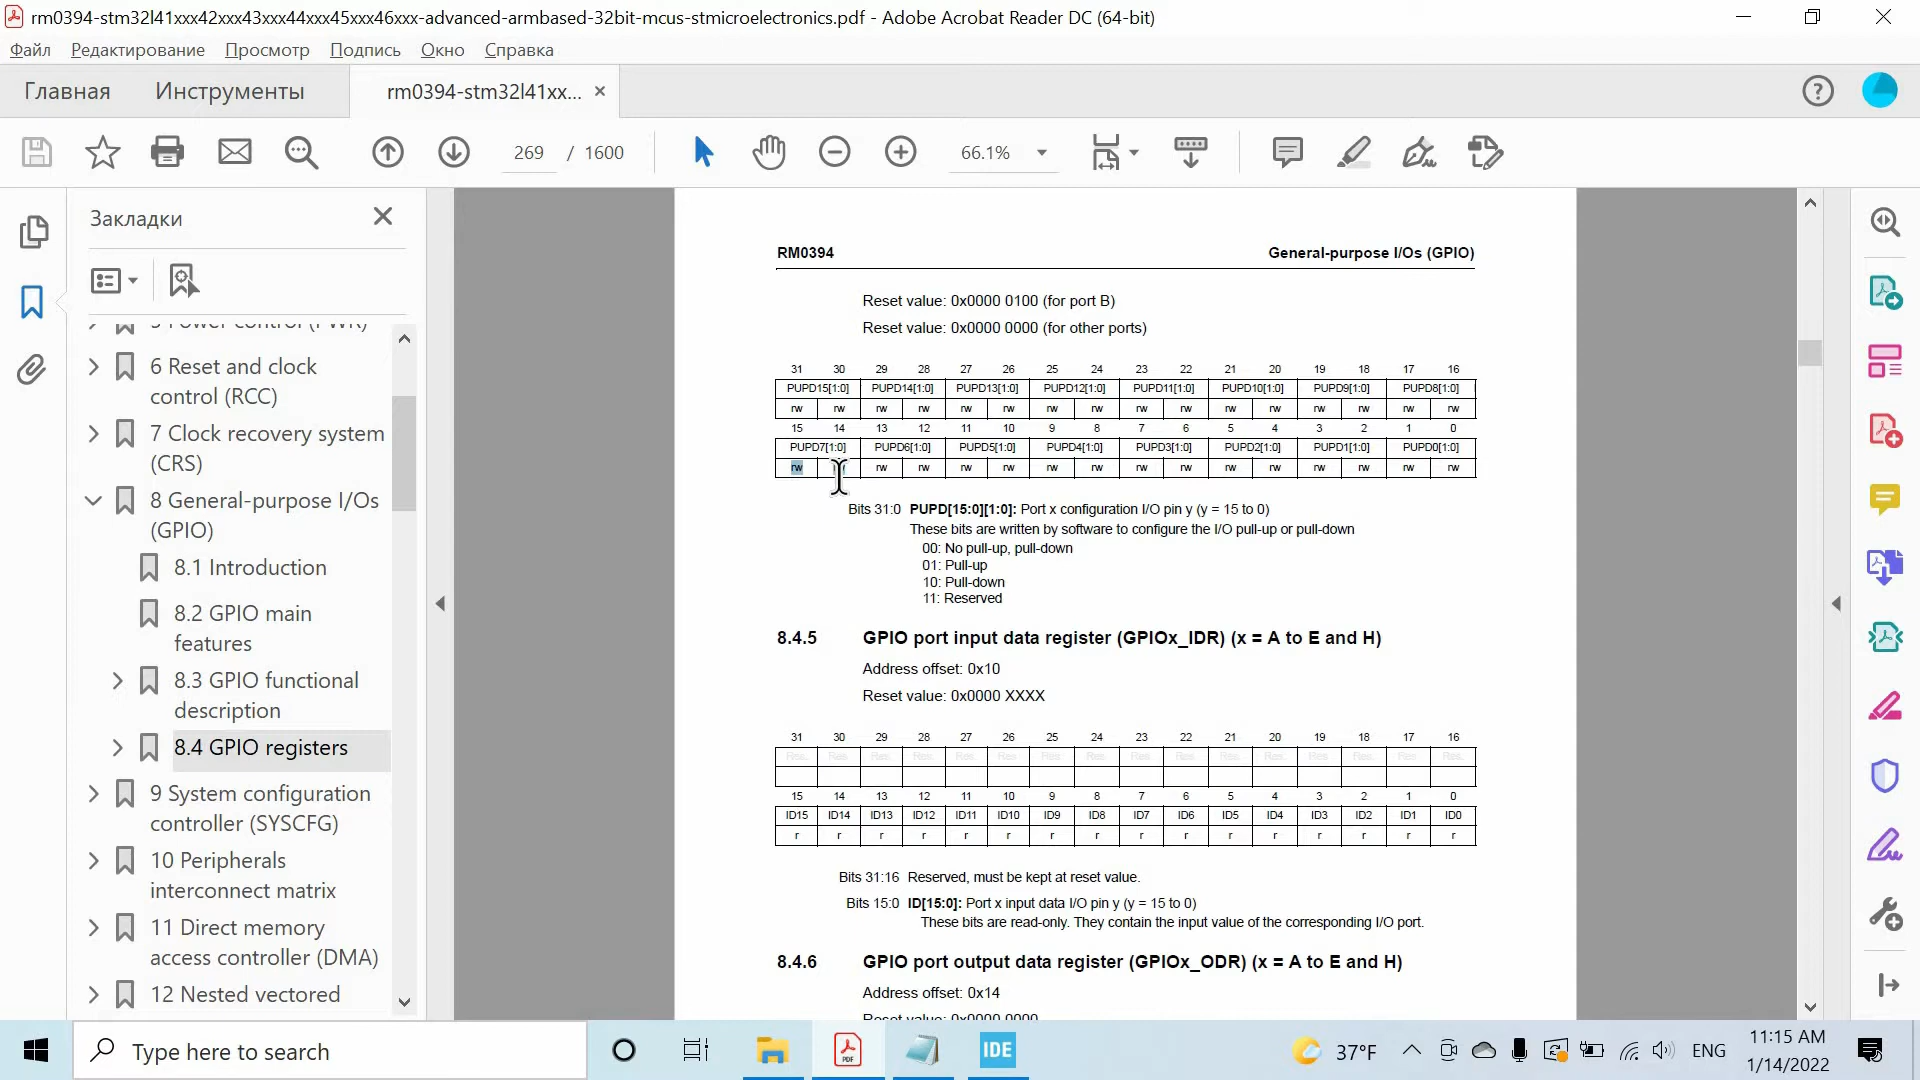 rm0394-stm32l41xxx42xxx43xxx44xxx45xxx46xxx-advanced-armbased-32bit-mcus-stmicroelectronics.pdf - Adobe Acrobat Reader DC (64-bit)
Файл Редактирование Просмотр Подпись Окно Справка
Главная Инструменты rm0394-stm32l41xx...
269 / 1600 66.1%
Закладки
6 Reset and clock
control (RCC)
7 Clock recovery system
(CRS)
8 General-purpose I/Os
(GPIO)
8.1 Introduction
8.2 GPIO main
features
8.3 GPIO functional
description
8.4 GPIO registers
9 System configuration
controller (SYSCFG)
10 Peripherals
interconnect matrix
11 Direct memory
access controller (DMA)
12 Nested vectored
RM0394 General-purpose I/Os (GPIO)
Reset value: 0x0000 0100 (for port B)
Reset value: 0x0000 0000 (for other ports)
31 30 29 28 27 26 25 24 23 22 21 20 19 18 17 16
PUPD15[1:0] PUPD14[1:0] PUPD13[1:0] PUPD12[1:0] PUPD11[1:0] PUPD10[1:0] PUPD9[1:0] PUPD8[1:0]
rw rw rw rw rw rw rw rw rw rw rw rw rw rw rw rw
15 14 13 12 11 10 9 8 7 6 5 4 3 2 1 0
PUPD7[1:0] PUPD6[1:0] PUPD5[1:0] PUPD4[1:0] PUPD3[1:0] PUPD2[1:0] PUPD1[1:0] PUPD0[1:0]
rw rw rw rw rw rw rw rw rw rw rw rw rw rw rw
Bits 31:0 PUPD[15:0][1:0]: Port x configuration I/O pin y (y = 15 to 0)
These bits are written by software to configure the I/O pull-up or pull-down
00: No pull-up, pull-down
01: Pull-up
10: Pull-down
11: Reserved
8.4.5 GPIO port input data register (GPIOx_IDR) (x = A to E and H)
Address offset: 0x10
Reset value: 0x0000 XXXX
31 30 29 28 27 26 25 24 23 22 21 20 19 18 17 16
Res. Res. Res. Res. Res. Res. Res. Res. Res. Res. Res. Res. Res. Res. Res. Res.
15 14 13 12 11 10 9 8 7 6 5 4 3 2 1 0
ID15 ID14 ID13 ID12 ID11 ID10 ID9 ID8 ID7 ID6 ID5 ID4 ID3 ID2 ID1 ID0
r r r r r r r r r r r r r r r r
Bits 31:16 Reserved, must be kept at reset value.
Bits 15:0 ID[15:0]: Port x input data I/O pin y (y = 15 to 0)
These bits are read-only. They contain the input value of the corresponding I/O port.
8.4.6 GPIO port output data register (GPIOx_ODR) (x = A to E and H)
Address offset: 0x14
Type here to search
IDE
37°F
ENG
11:15 AM
1/14/2022